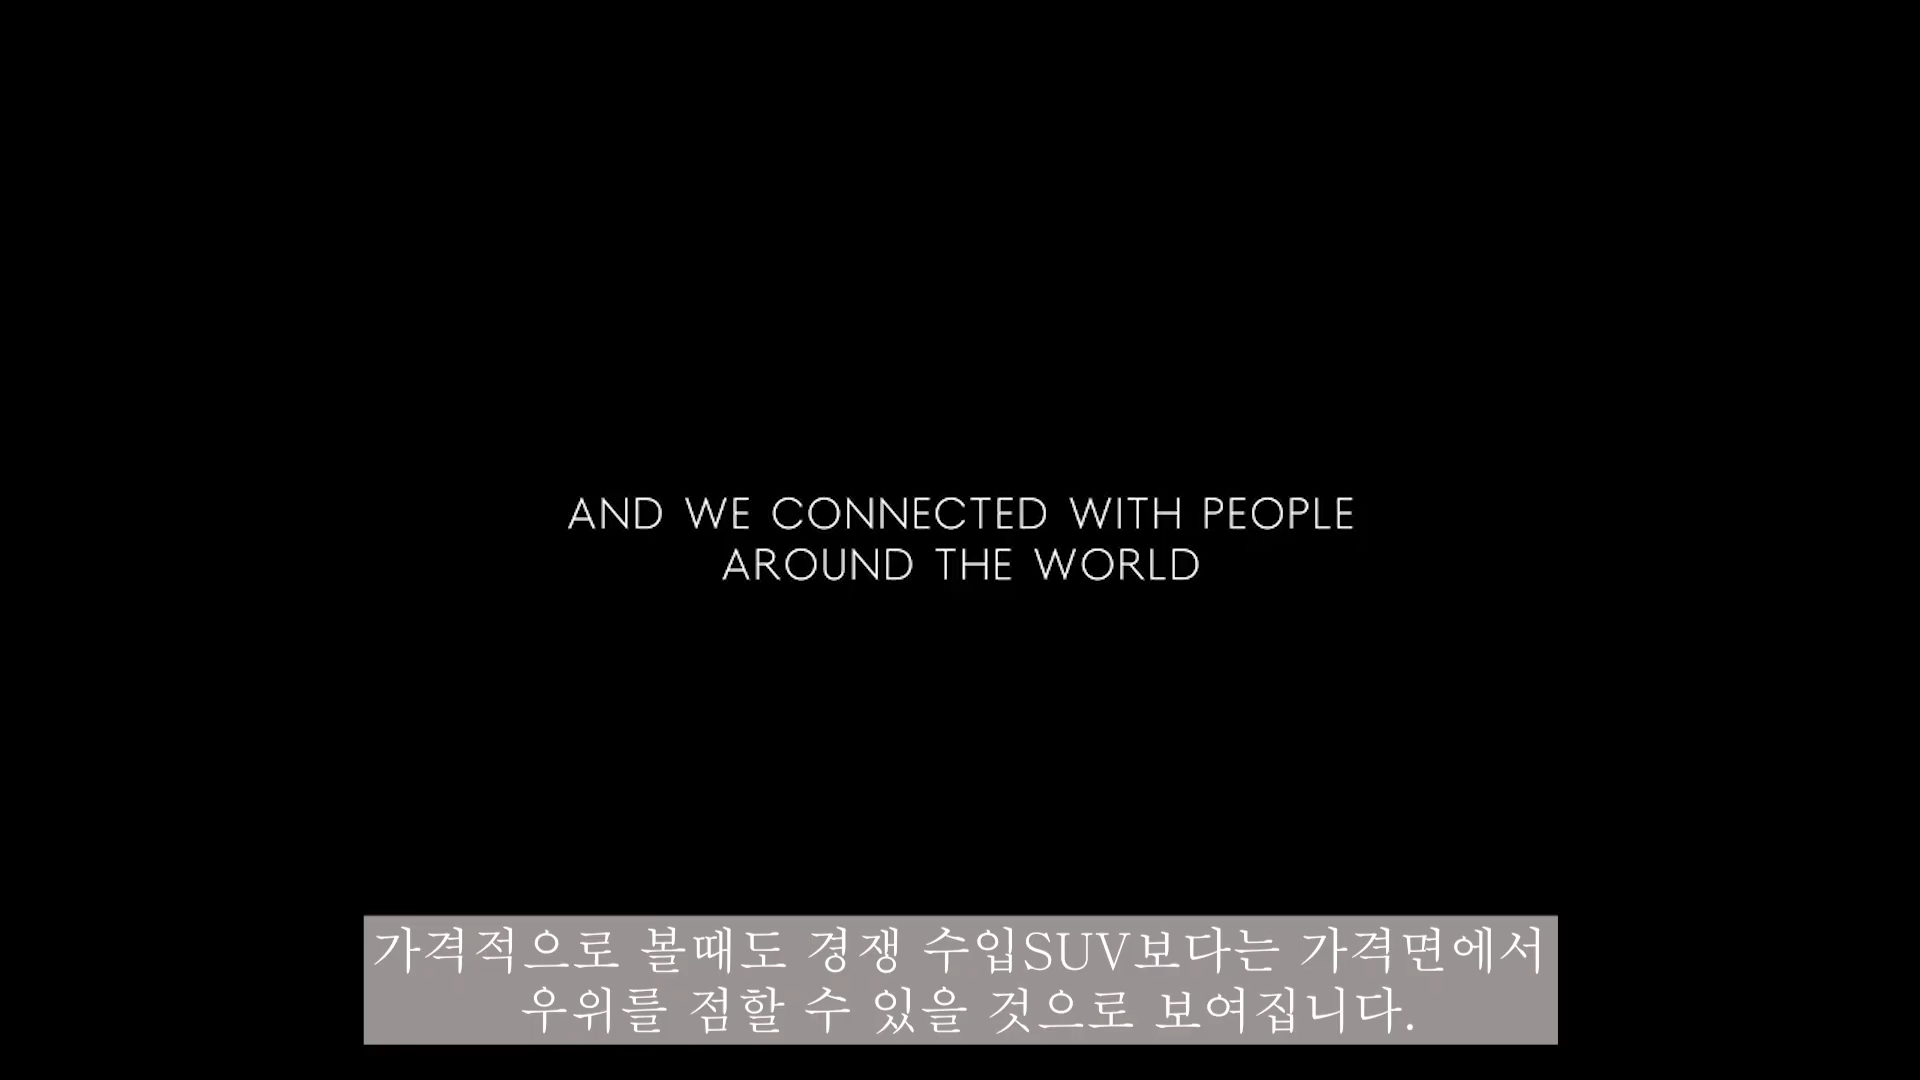 AND WE CONNECTED WITH PEOPLE
AROUND THE WORLD
가격적으로 볼때도 경쟁 수입SUV보다는 가격면에서
우위를 점할 수 있을 것으로 보여집니다.